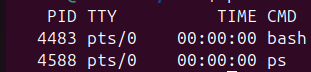 PID TTY          TIME CMD
4483 pts/0    00:00:00 bash
4588 pts/0    00:00:00 ps